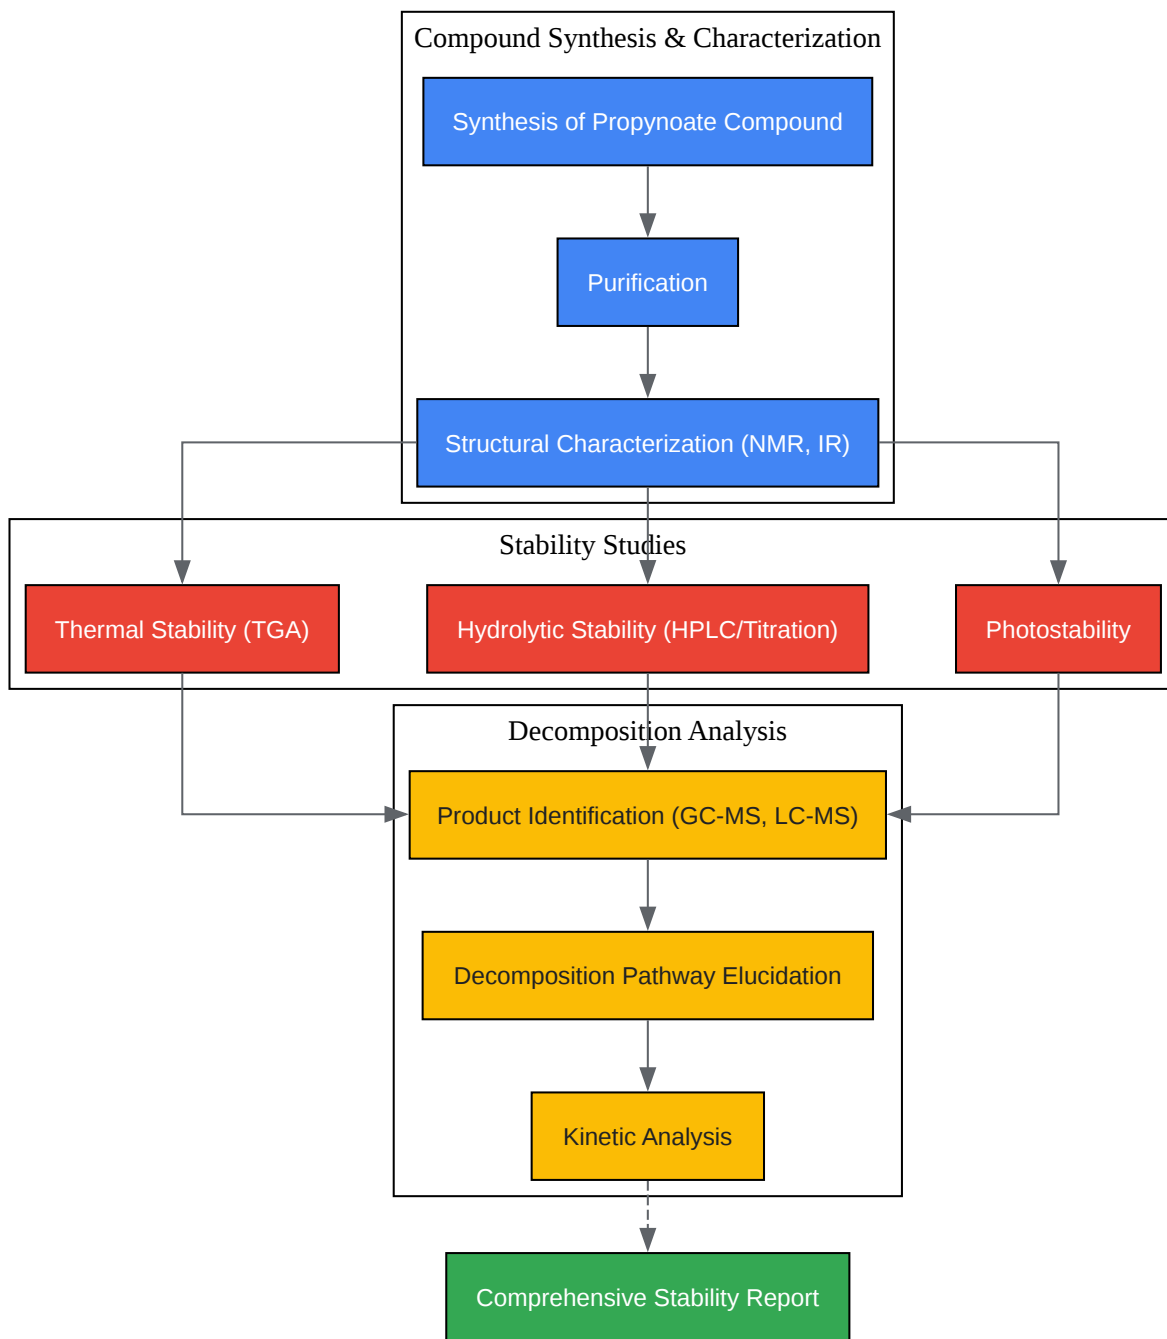 Compound Synthesis & Characterization
Synthesis of Propynoate Compound
Purification
Structural Characterization (NMR, IR)
Stability Studies
Thermal Stability (TGA)
Hydrolytic Stability (HPLC/Titration)
Photostability
Decomposition Analysis
Product Identification (GC-MS, LC-MS)
Decomposition Pathway Elucidation
Kinetic Analysis
Comprehensive Stability Report